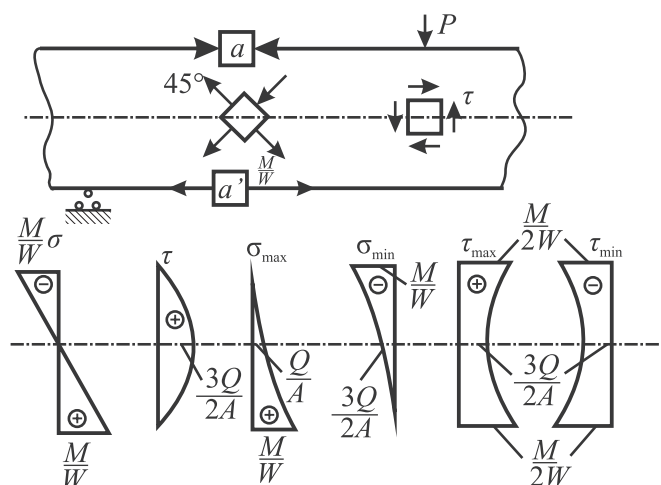 P
a
45°
τ
M/W
a'
M/W σ
τ
σmax
σmin
M/W
τmax
M/2W
τmin
3Q/2A
Q/A
3Q/2A
3Q/2A
M/W
M/W
M/2W